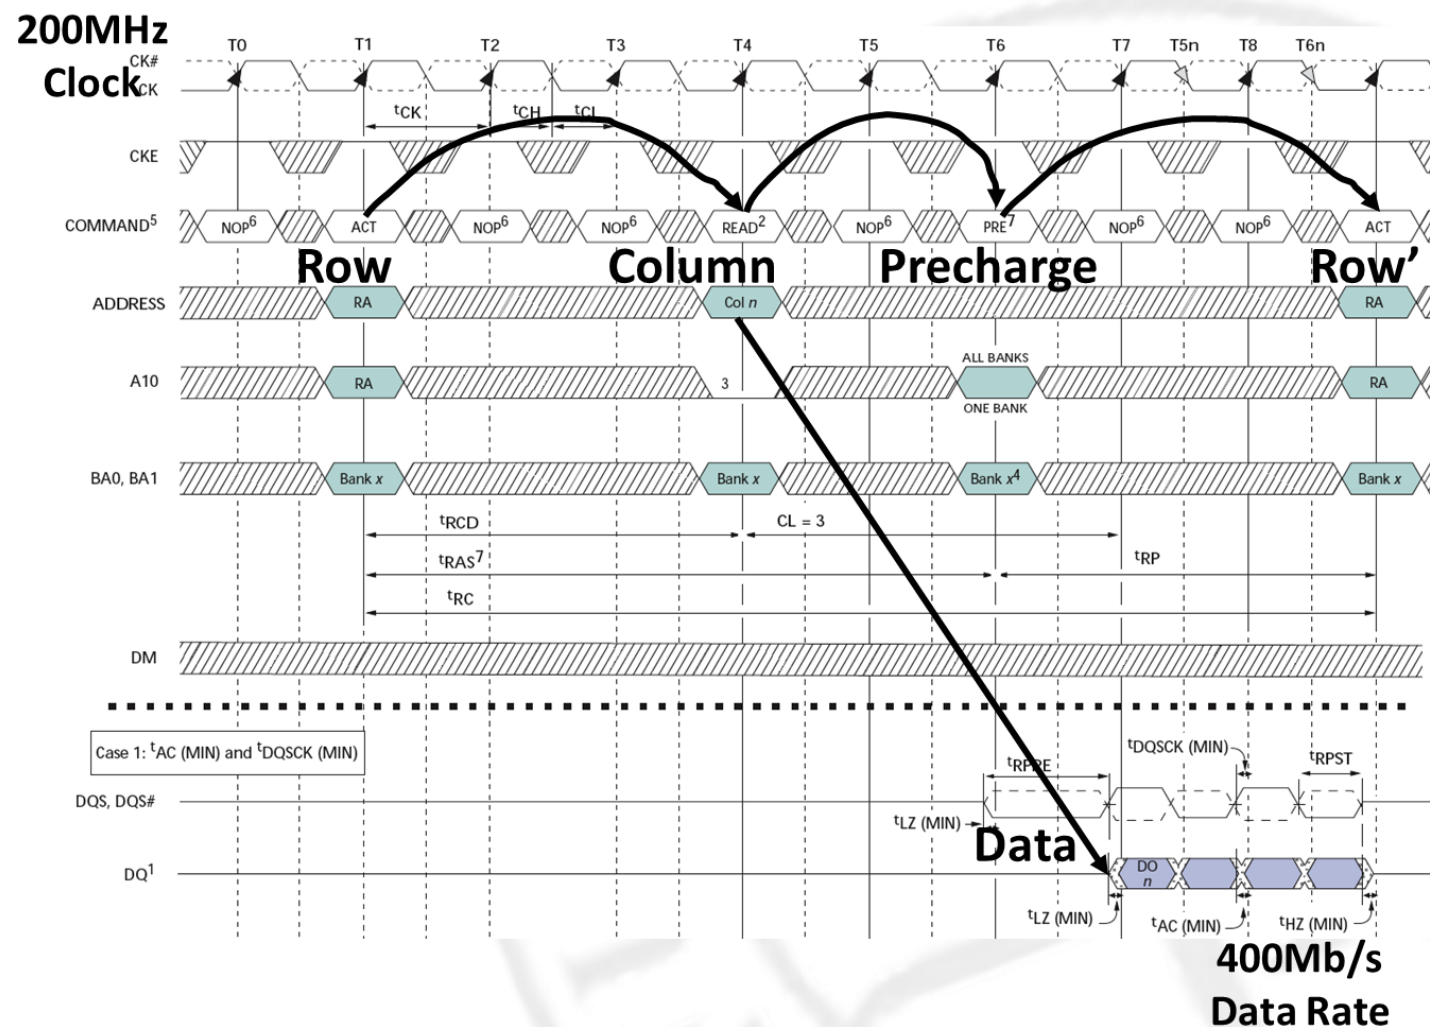 200MHz
Clock
T0 T1 T2 T3 T4 T5 T6 T7 T5n T8 T6n
CK#
CK
tCK tCH tCL
CKE
COMMAND5 NOP6 ACT NOP6 NOP6 READ2 NOP6 PRE7 NOP6 NOP6 ACT
Row Column Precharge Row’
ADDRESS RA Col n RA
ALL BANKS
A10 RA 3 RA
ONE BANK
BA0, BA1 Bank x Bank x Bank x4 Bank x
tRCD CL = 3
tRAS7 tRP
tRC
DM
Case 1: tAC (MIN) and tDQSCK (MIN)
tDQSCK (MIN)
tRPRE tRPST
DQS, DQS#
tLZ (MIN)
Data
DQ1 DO
n
tLZ (MIN) tAC (MIN) tHZ (MIN)
400Mb/s
Data Rate